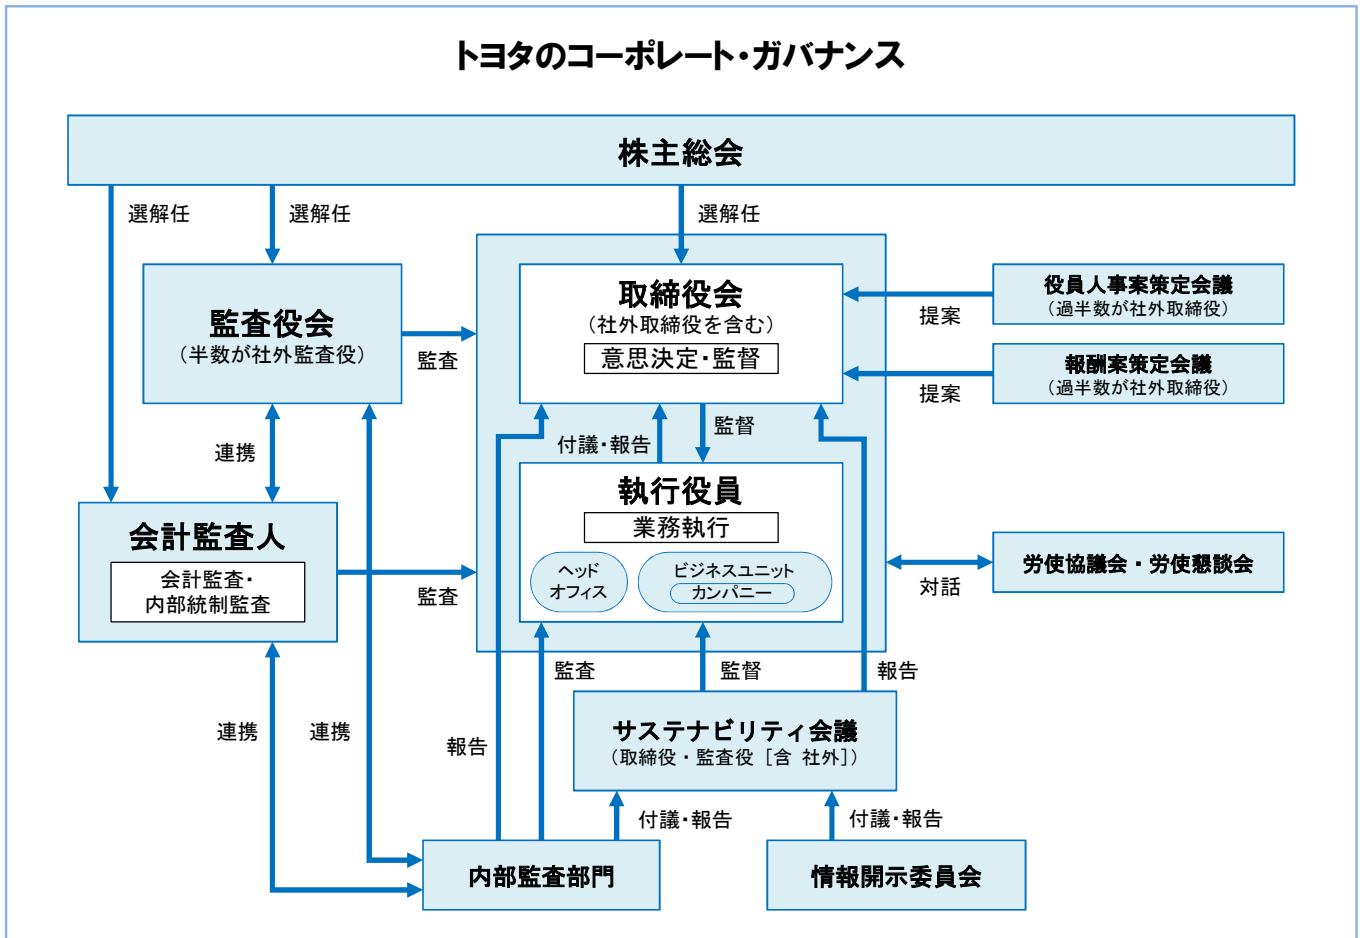 トヨタのコーポレート・ガバナンス
株主総会
選解任
選解任
選解任
監査役会
（半数が社外監査役）
監査
取締役会
（社外取締役を含む）
意思決定・監督
役員人事案策定会議
（過半数が社外取締役）
提案
報酬案策定会議
（過半数が社外取締役）
提案
連携
付議・報告
監督
会計監査人
会計監査・
内部統制監査
監査
執行役員
業務執行
ヘッド
オフィス
ビジネスユニット
カンパニー
労使協議会・労使懇談会
対話
連携
連携
報告
監査
監督
報告
サステナビリティ会議
（取締役・監査役［含 社外］）
付議・報告
付議・報告
内部監査部門
情報開示委員会